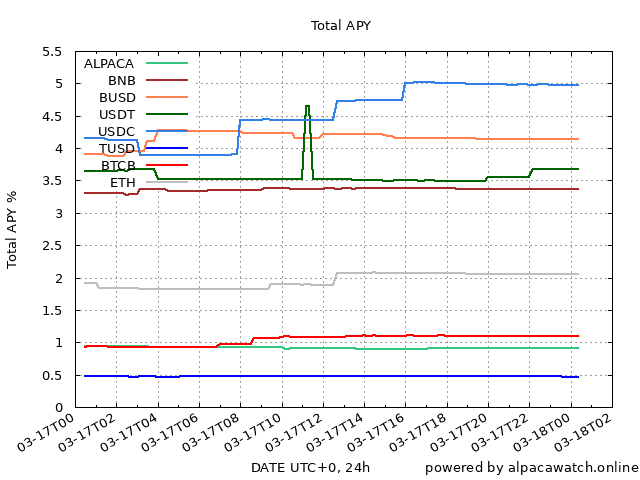 Total APY
5.5
5
4.5
4
3.5
3
2.5
2
1.5
1
0.5
0
Total APY %
ALPACA
BNB
BUSD
USDT
USDC
TUSD
BTCB
ETH
03-17T00
03-17T02
03-17T04
03-17T06
03-17T08
03-17T10
03-17T12
03-17T14
03-17T16
03-17T18
03-17T20
03-17T22
03-18T00
03-18T02
DATE UTC+0, 24h
powered by alpacawatch.online